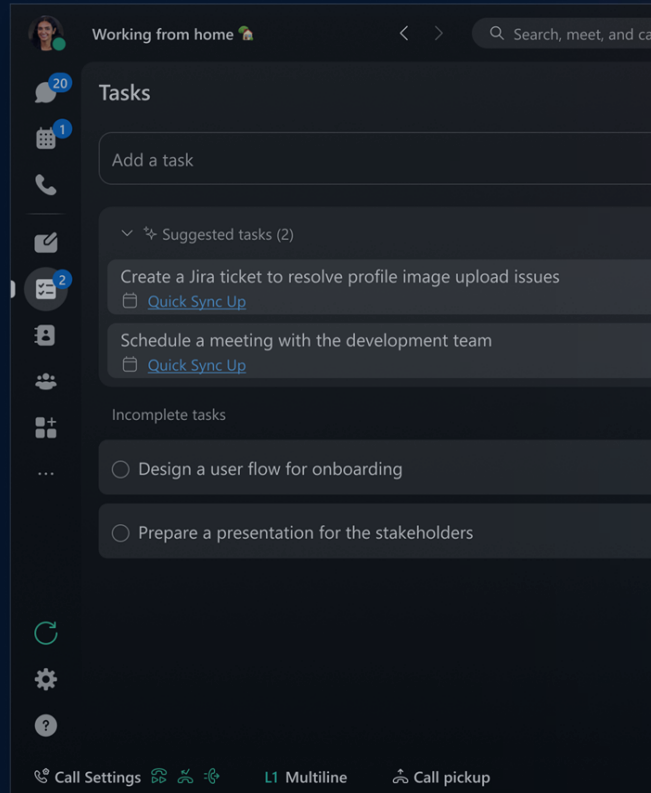 Working from home
Search, meet, and ca
20
1
2
Tasks
Add a task
Suggested tasks (2)
Create a Jira ticket to resolve profile image upload issues
Quick Sync Up
Schedule a meeting with the development team
Quick Sync Up
Incomplete tasks
Design a user flow for onboarding
Prepare a presentation for the stakeholders
Call Settings
L1 Multiline
Call pickup